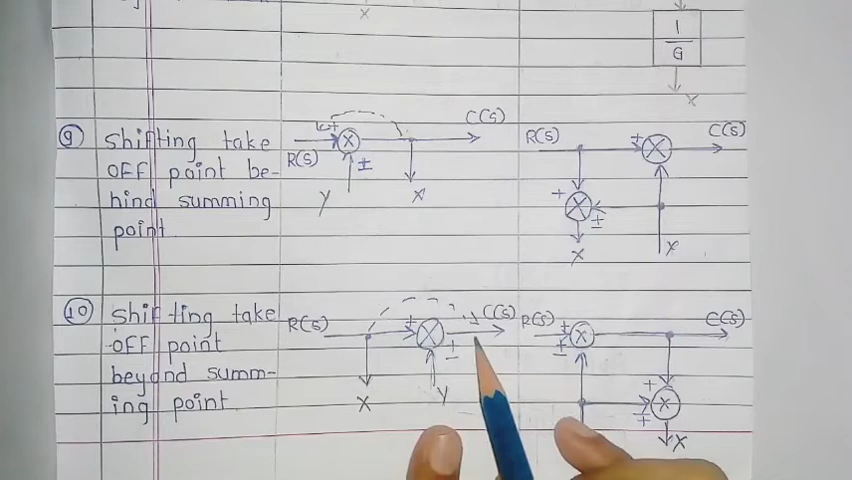 X
1
G
X
9
Shifting take
OFF point be-
hind summing
point
R(S)
+
C(S)
±
Y
X
R(S)
+
C(S)
+
±
X
X
10
Shifting take
OFF point
beyond summ-
ing point
R(S)
+
C(S)
±
X
Y
R(S)
+
±
C(S)
+
X